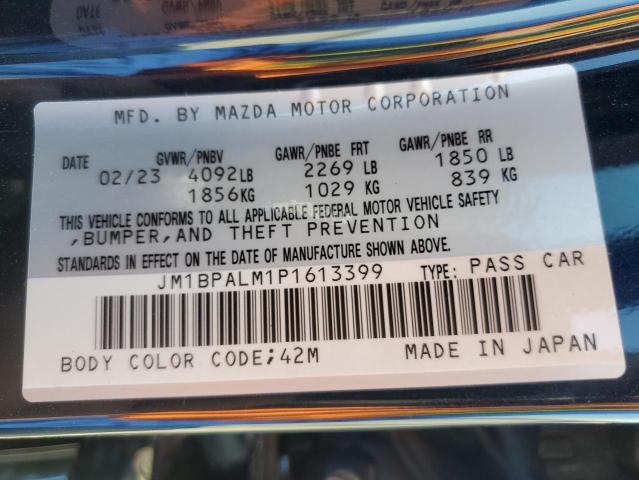 MFD. BY MAZDA MOTOR CORPORATION
DATE GVWR/PNBV GAWR/PNBE FRT GAWR/PNBE RR
02/23 4092LB 2269 LB 1850 LB
1856KG 1029 KG 839 KG
THIS VEHICLE CONFORMS TO ALL APPLICABLE FEDERAL MOTOR VEHICLE SAFETY
,BUMPER,AND THEFT PREVENTION
STANDARDS IN EFFECT ON THE DATE OF MANUFACTURE SHOWN ABOVE.
JM1BPALM1P1613399 TYPE: PASS CAR
BODY COLOR CODE;42M MADE IN JAPAN